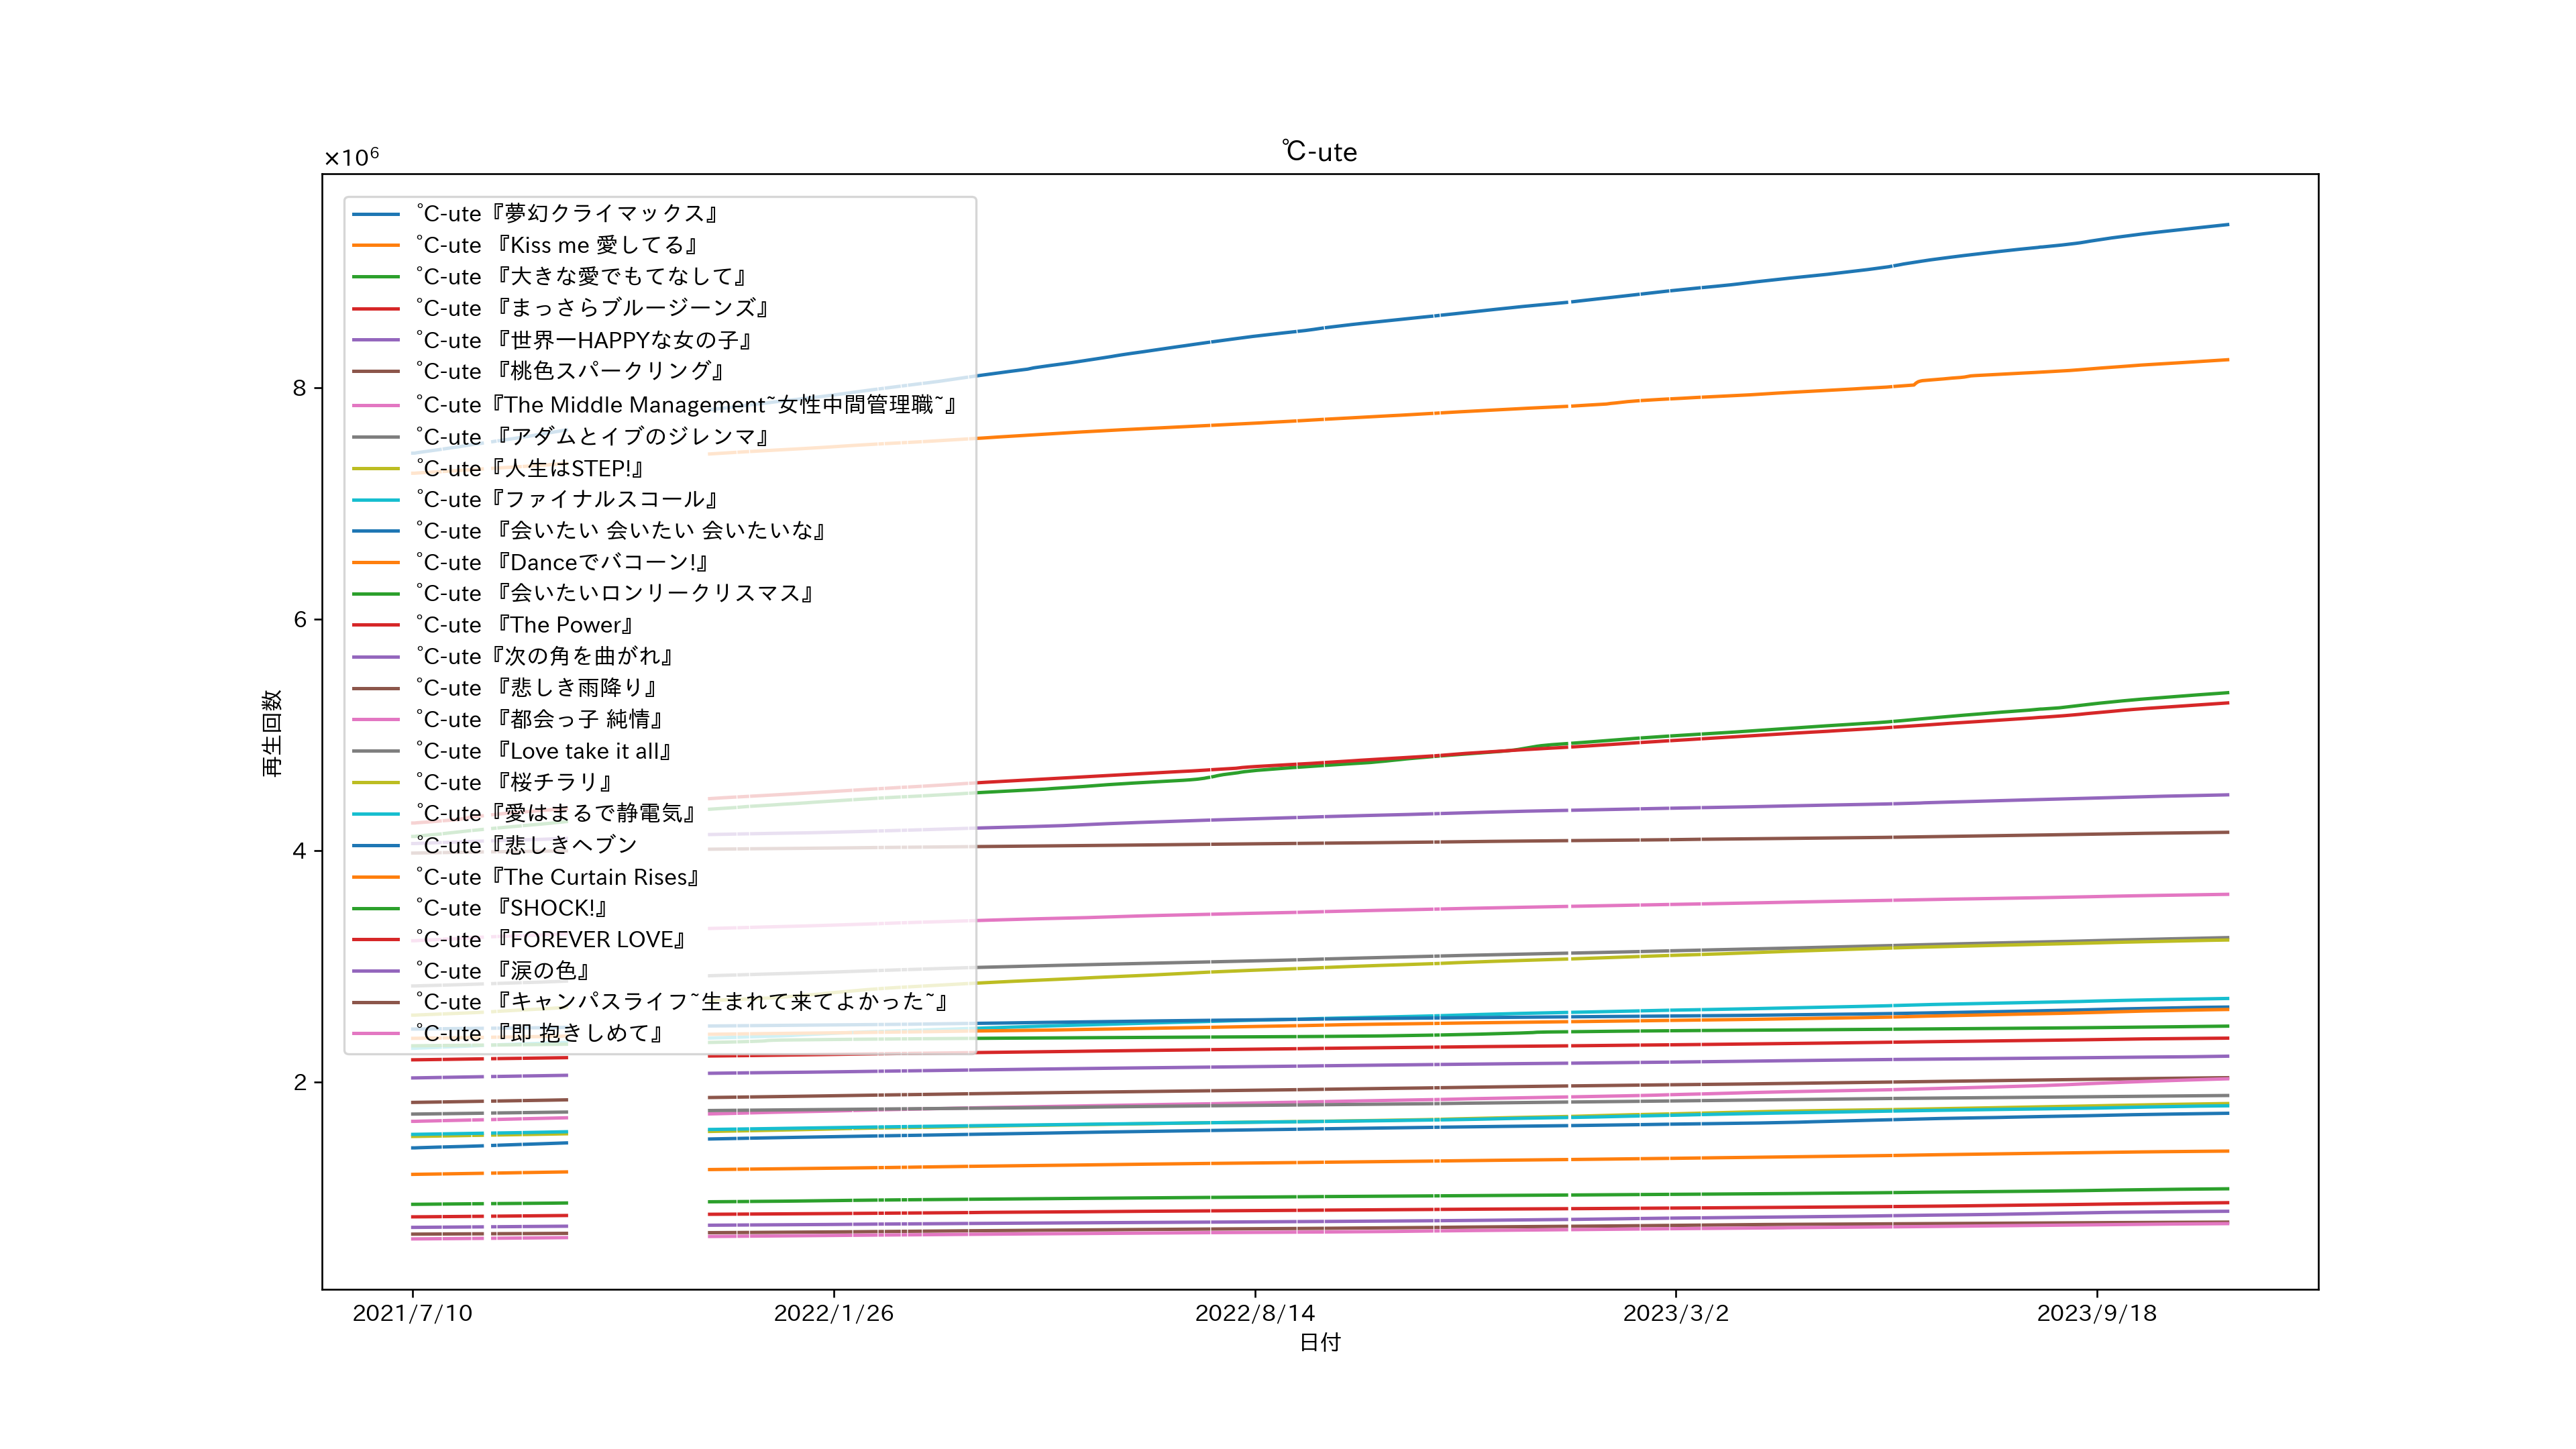 ℃-ute
×10⁶
℃-ute『夢幻クライマックス』
℃-ute 『Kiss me 愛してる』
℃-ute 『大きな愛でもてなして』
℃-ute 『まっさらブルージーンズ』
℃-ute 『世界一HAPPYな女の子』
℃-ute 『桃色スパークリング』
℃-ute『The Middle Management~女性中間管理職~』
℃-ute『アダムとイブのジレンマ』
℃-ute『人生はSTEP!』
℃-ute『ファイナルスコール』
℃-ute 『会いたい 会いたい 会いたいな』
℃-ute 『Danceでバコーン!』
℃-ute 『会いたいロンリークリスマス』
℃-ute 『The Power』
℃-ute『次の角を曲がれ』
℃-ute 『悲しき雨降り』
℃-ute 『都会っ子 純情』
℃-ute 『Love take it all』
℃-ute 『桜チラリ』
℃-ute『愛はまるで静電気』
℃-ute『悲しきヘブン
℃-ute『The Curtain Rises』
℃-ute 『SHOCK!』
℃-ute 『FOREVER LOVE』
℃-ute 『涙の色』
℃-ute 『キャンパスライフ~生まれて来てよかった~』
℃-ute 『即 抱きしめて』
8
6
4
2
再生回数
2021/7/10
2022/1/26
2022/8/14
2023/3/2
2023/9/18
日付